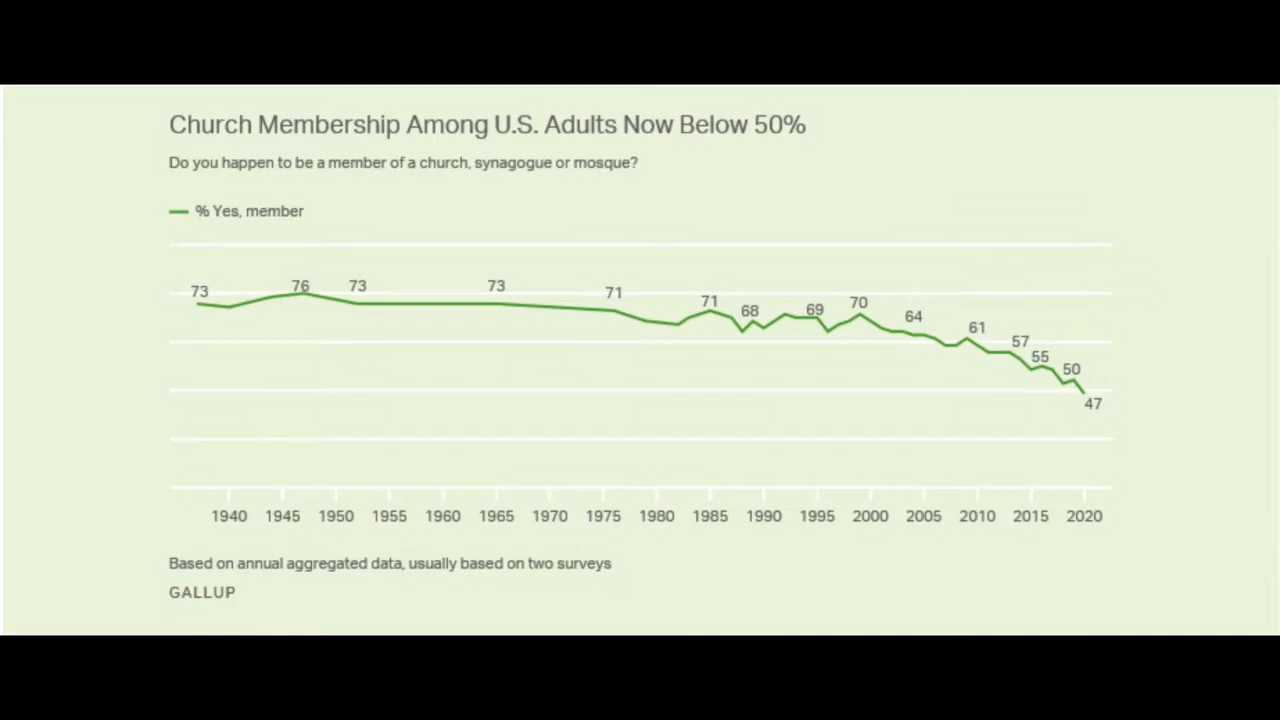 Church Membership Among U.S. Adults Now Below 50%
Do you happen to be a member of a church, synagogue or mosque?
% Yes, member
73 76 73 73 71 71 68 69 70 64 61 57 55 50 47
1940 1945 1950 1955 1960 1965 1970 1975 1980 1985 1990 1995 2000 2005 2010 2015 2020
Based on annual aggregated data, usually based on two surveys
GALLUP